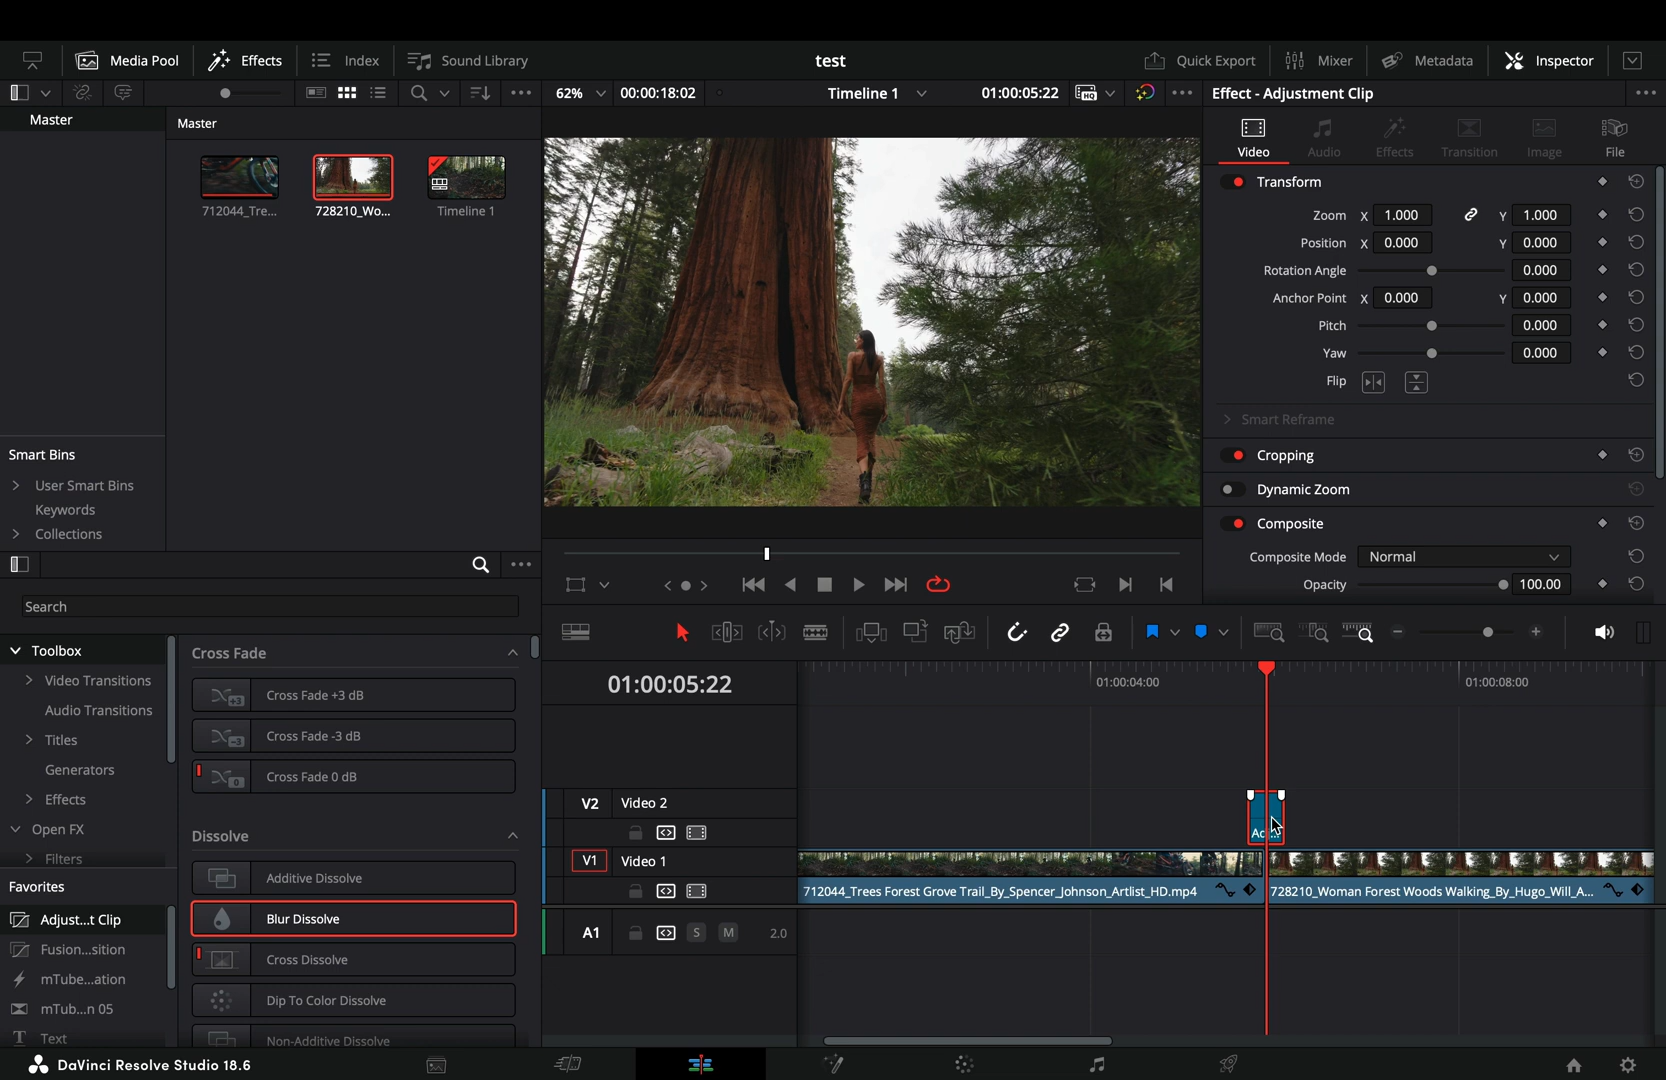 Media Pool
Effects
Index
Sound Library
test
Quick Export
Mixer
Metadata
Inspector
62%
00:00:18:02
Timeline 1
01:00:05:22
Effect - Adjustment Clip
Master
Master
712044_Tre...
728210_Wo...
Timeline 1
Smart Bins
User Smart Bins
Keywords
Collections
HQ
Video
Audio
Effects
Transition
Image
File
Transform
Zoom X 1.000 Y 1.000
Position X 0.000 Y 0.000
Rotation Angle 0.000
Anchor Point X 0.000 Y 0.000
Pitch 0.000
Yaw 0.000
Flip
Smart Reframe
Cropping
Dynamic Zoom
Composite
Composite Mode Normal
Opacity 100.00
Search
Toolbox
Video Transitions
Audio Transitions
Titles
Generators
Effects
Open FX
Filters
Favorites
Adjust...t Clip
Fusion...sition
mTube...ation
mTub...n 05
Text
Cross Fade
+3 Cross Fade +3 dB
-3 Cross Fade -3 dB
0 Cross Fade 0 dB
Dissolve
Additive Dissolve
Blur Dissolve
Cross Dissolve
Dip To Color Dissolve
Non-Additive Dissolve
01:00:05:22
01:00:04:00
01:00:08:00
V2 Video 2
V1 Video 1
A1 S M 2.0
712044_Trees Forest Grove Trail_By_Spencer_Johnson_Artlist_HD.mp4
728210_Woman Forest Woods Walking_By_Hugo_Will_A...
DaVinci Resolve Studio 18.6